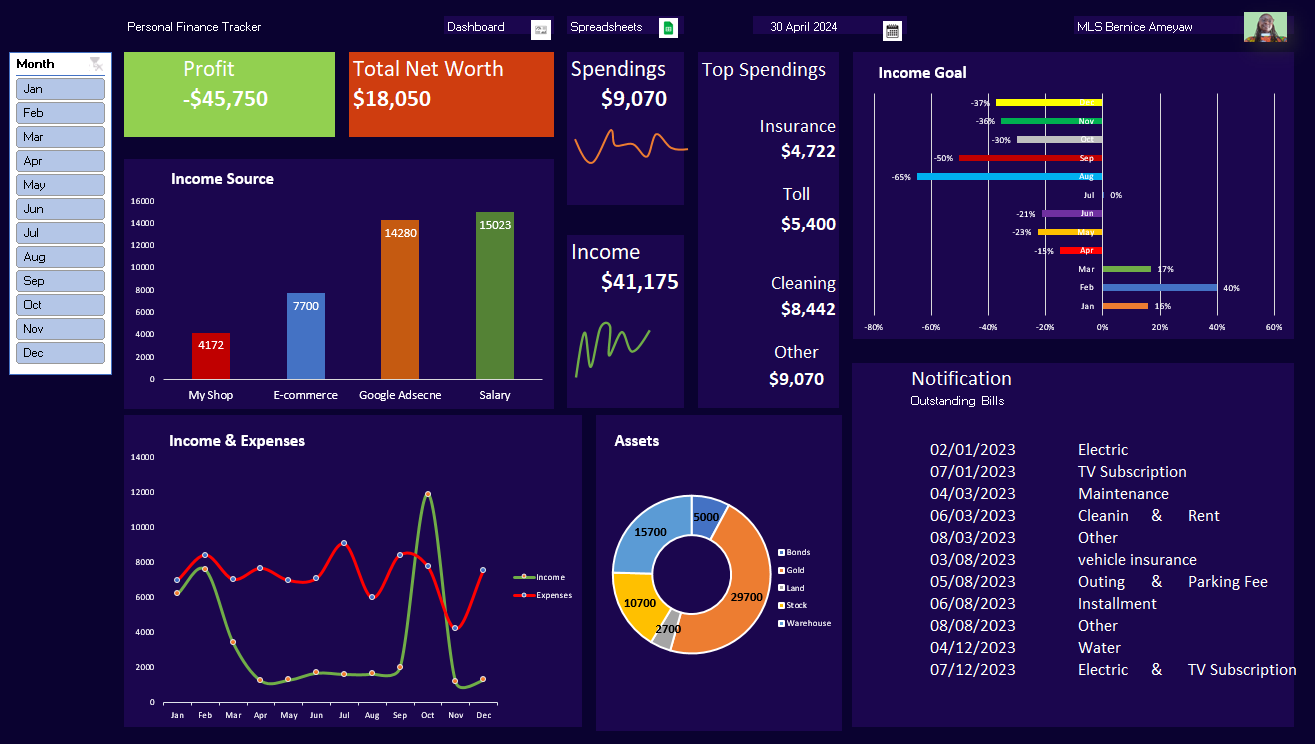 Personal Finance Tracker
Dashboard
Spreadsheets
30 April 2024
MLS Bernice Ameyaw
Month
Jan
Feb
Mar
Apr
May
Jun
Jul
Aug
Sep
Oct
Nov
Dec
Profit
-$45,750
Total Net Worth
$18,050
Spendings
$9,070
Income
$41,175
Top Spendings
Insurance
$4,722
Toll
$5,400
Cleaning
$8,442
Other
$9,070
Income Goal
-37%
-36% Nov
-30% Oct
-50% Sep
-65% Aug
Jul 0%
-21% Jun
-23% May
-15% Apr
Mar 17%
Feb 40%
Jan 16%
-80% -60% -40% -20% 0% 20% 40% 60%
Income Source
16000
14000
12000
10000
8000
6000
4000
2000
0
4172
7700
14280
15023
My Shop E-commerce Google Adsecne Salary
Income & Expenses
14000
12000
10000
8000
6000
4000
2000
0
Jan Feb Mar Apr May Jun Jul Aug Sep Oct Nov Dec
Income
Expenses
Assets
5000
29700
2700
10700
15700
Bonds
Gold
Land
Stock
Warehouse
Notification
Outstanding Bills
02/01/2023 Electric
07/01/2023 TV Subscription
04/03/2023 Maintenance
06/03/2023 Cleanin & Rent
08/03/2023 Other
03/08/2023 vehicle insurance
05/08/2023 Outing & Parking Fee
06/08/2023 Installment
08/08/2023 Other
04/12/2023 Water
07/12/2023 Electric & TV Subscription